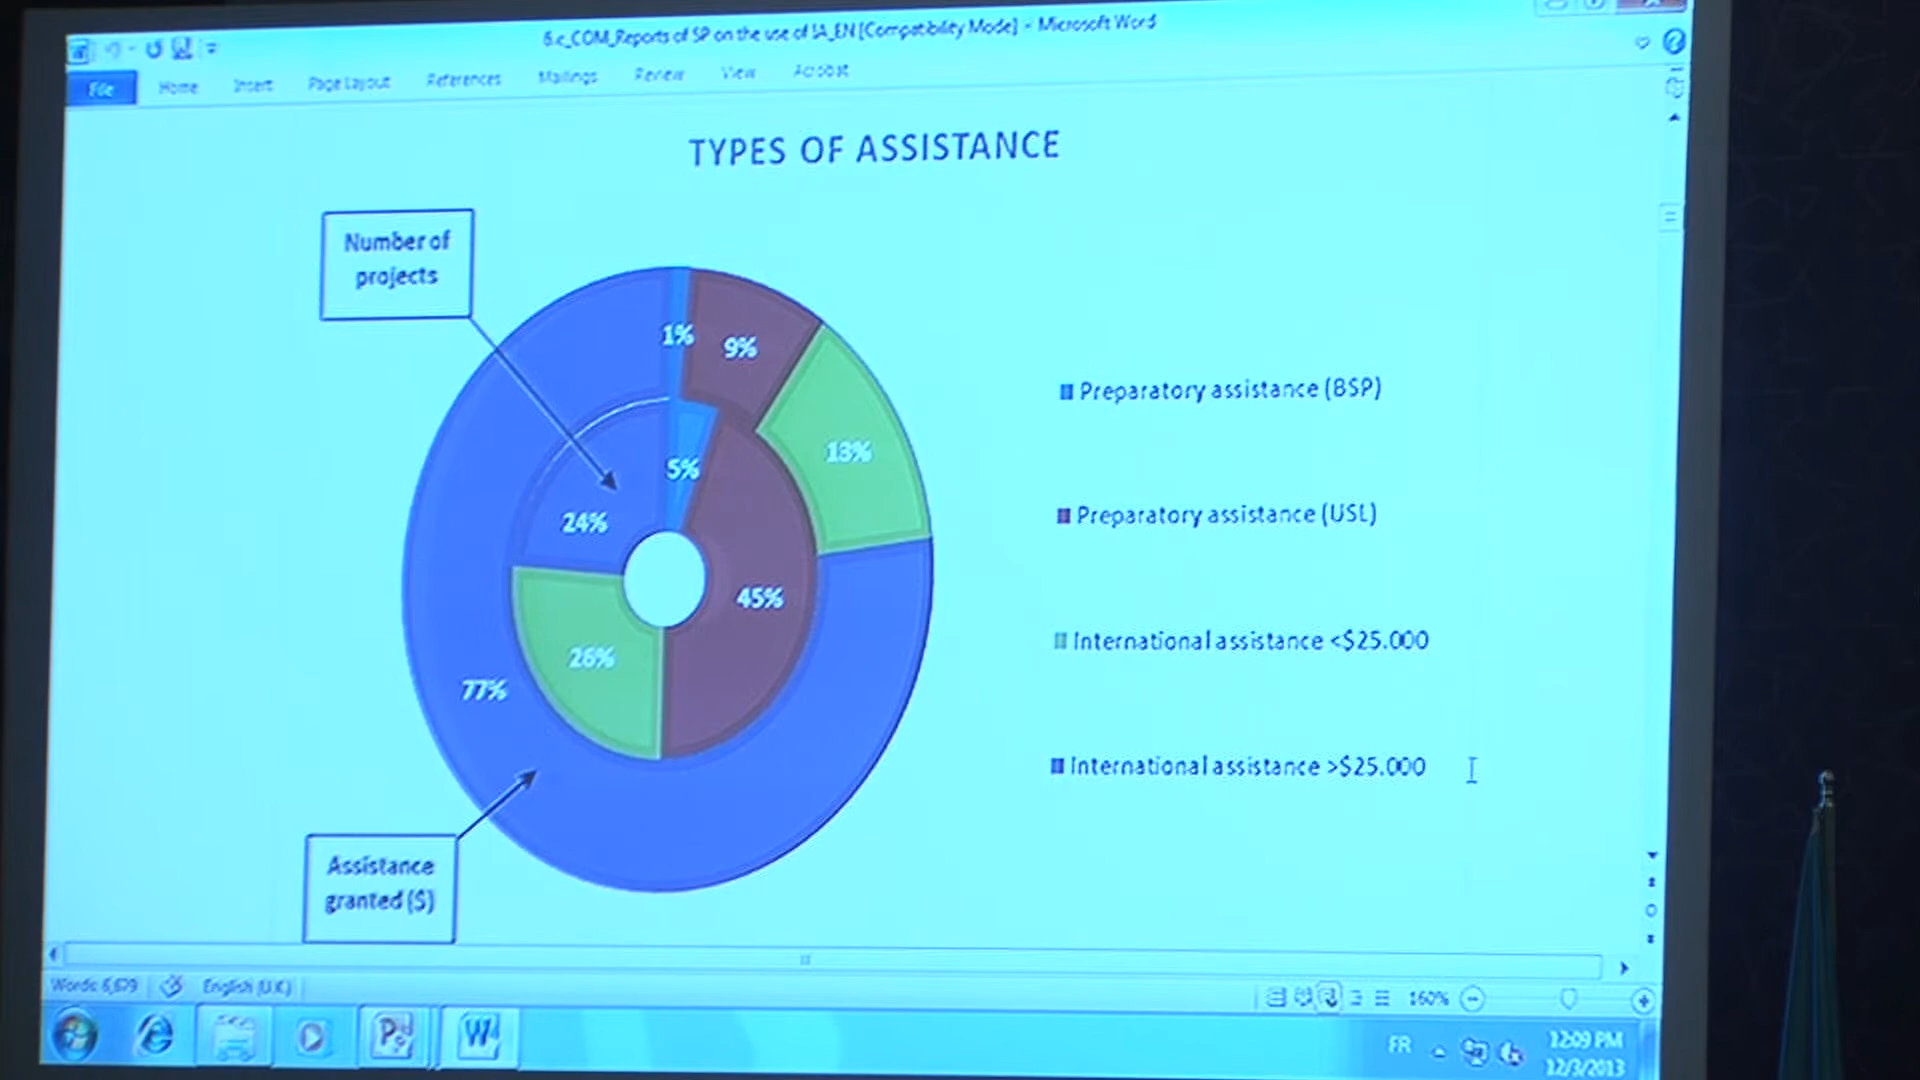 6.c_COM_Reports of SP on the use of IA_EN [Compatibility Mode] - Microsoft Word
File Home Insert Page Layout References Mailings Review View Acrobat
TYPES OF ASSISTANCE
Number of
projects
1%
9%
13%
5%
24%
45%
26%
77%
Preparatory assistance (BSP)
Preparatory assistance (USL)
International assistance <$25.000
International assistance >$25.000
Assistance
granted ($)
Words: 6,679 English (U.K.) 160%
FR
12:09 PM
12/3/2013